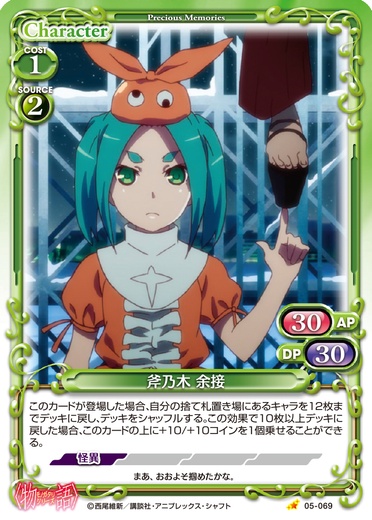 Precious Memories
Character
COST
1
SOURCE
2
30 AP
DP 30
斧乃木 余接
このカードが登場した場合、自分の捨て札置き場にあるキャラを12枚ま
でデッキに戻し、デッキをシャッフルする。この効果で10枚以上デッキに
戻した場合、このカードの上に+10/+10コインを1個乗せることができ
る。
怪異
まあ、おおよそ掴めたかな。
物語
©西尾維新／講談社・アニプレックス・シャフト
05-069